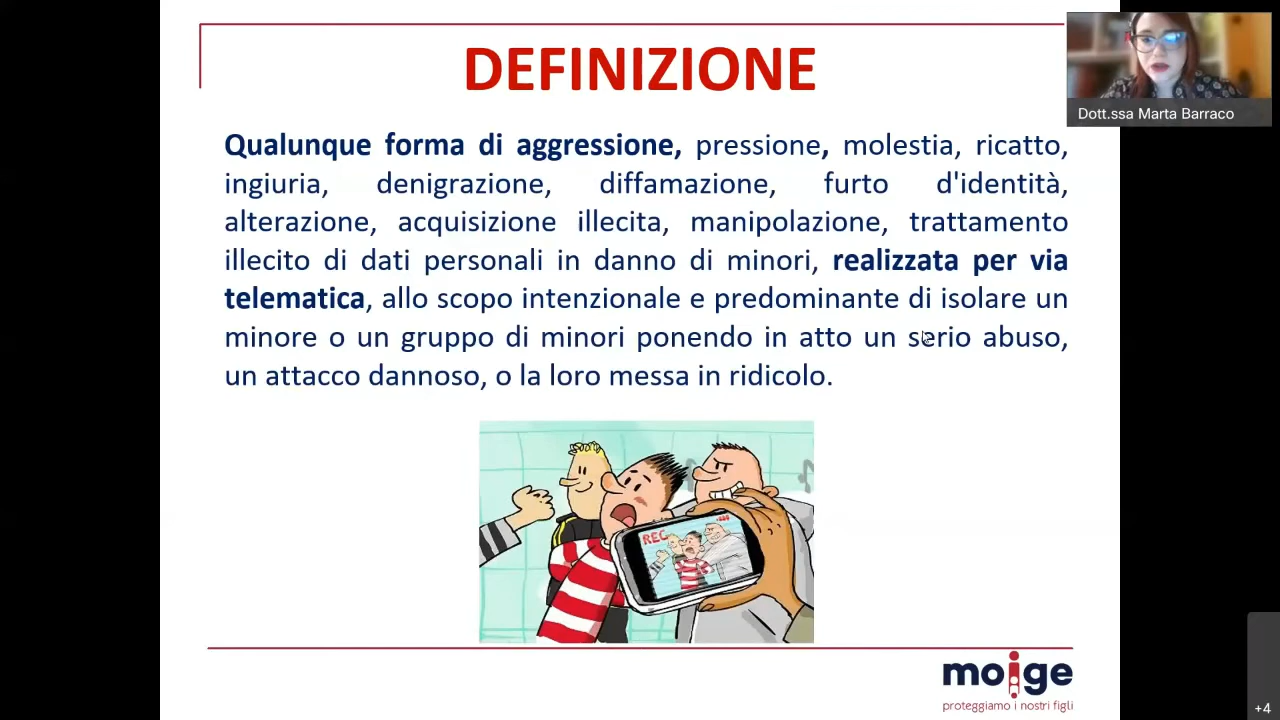 DEFINIZIONE
Dott.ssa Marta Barraco
Qualunque forma di aggressione, pressione, molestia, ricatto,
ingiuria, denigrazione, diffamazione, furto d'identità,
alterazione, acquisizione illecita, manipolazione, trattamento
illecito di dati personali in danno di minori, realizzata per via
telematica, allo scopo intenzionale e predominante di isolare un
minore o un gruppo di minori ponendo in atto un serio abuso,
un attacco dannoso, o la loro messa in ridicolo.
REC
moige
proteggiamo i nostri figli
+4